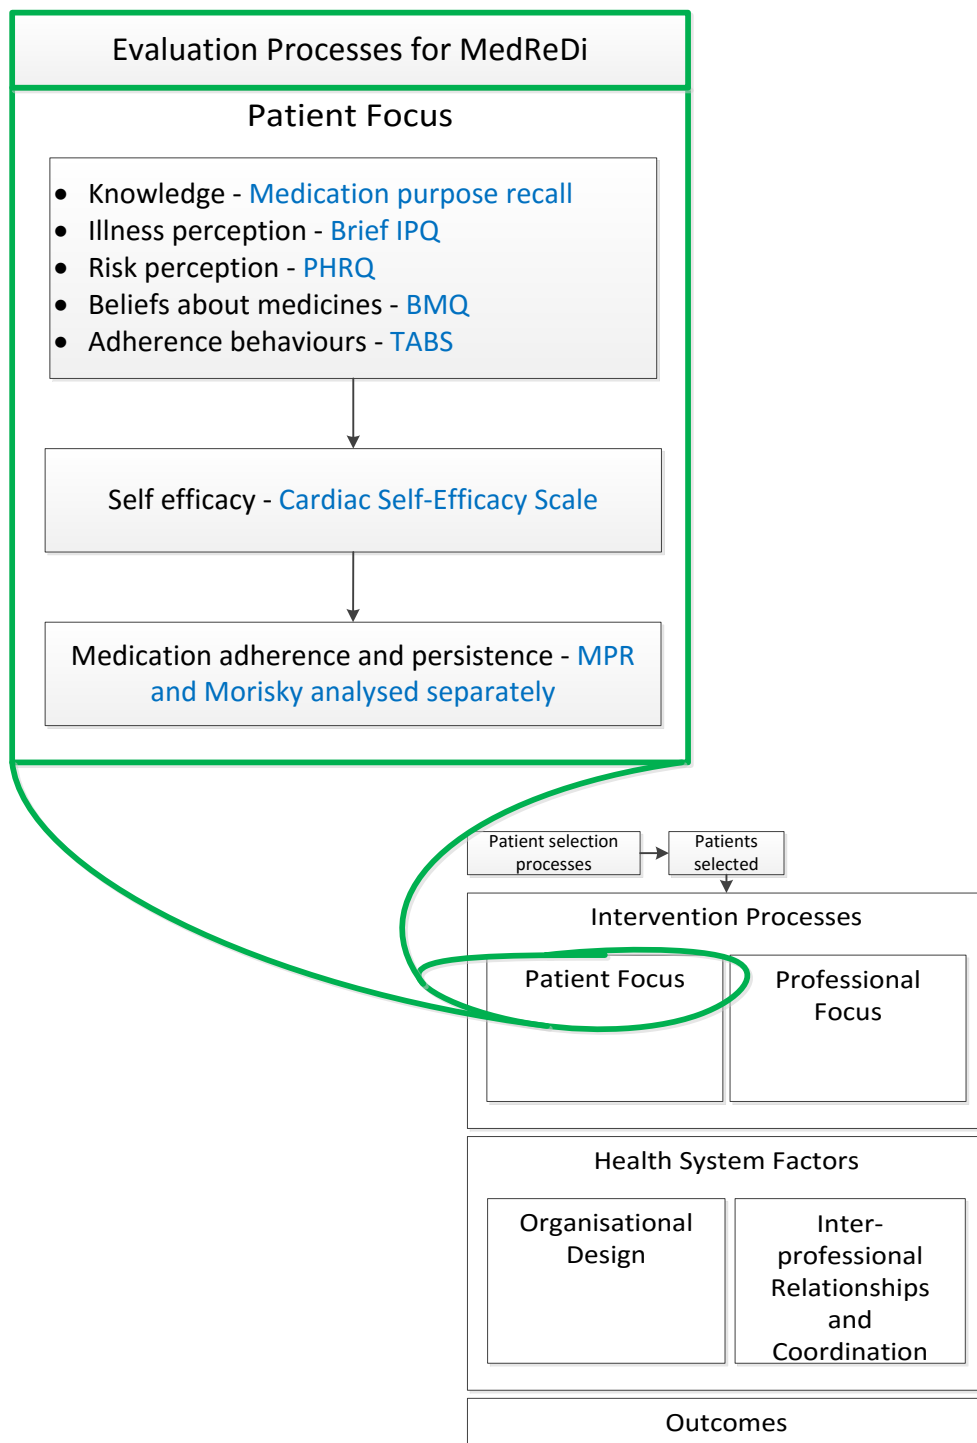 Evaluation Processes for MedReDi
Patient Focus
• Knowledge - Medication purpose recall
• Illness perception - Brief IPQ
• Risk perception - PHRQ
• Beliefs about medicines - BMQ
• Adherence behaviours - TABS
Self efficacy - Cardiac Self-Efficacy Scale
Medication adherence and persistence - MPR
and Morisky analysed separately
Patient selection
processes
Patients
selected
Intervention Processes
Patient Focus
Professional
Focus
Health System Factors
Organisational
Design
Inter-
professional
Relationships
and
Coordination
Outcomes